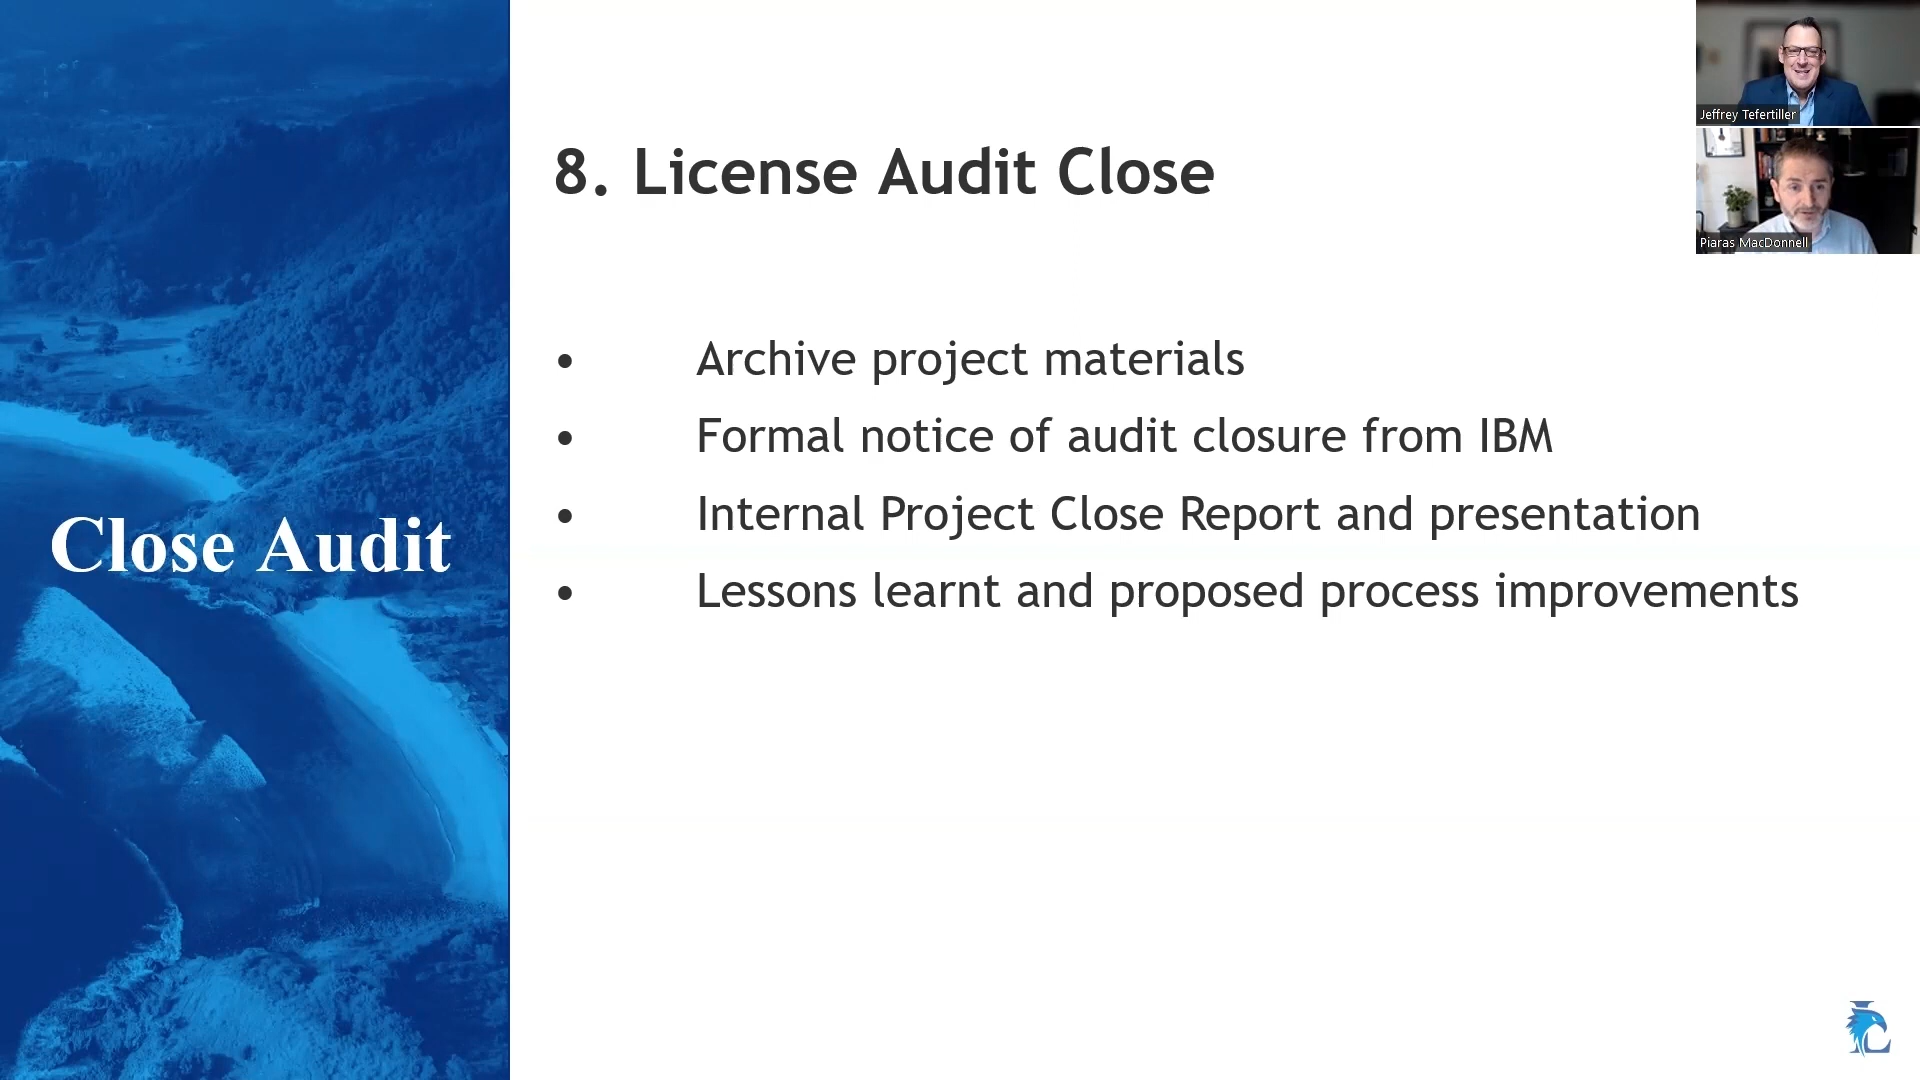 Close Audit
8. License Audit Close
• Archive project materials
• Formal notice of audit closure from IBM
• Internal Project Close Report and presentation
• Lessons learnt and proposed process improvements
Jeffrey Tefertiller
Piaras MacDonnell